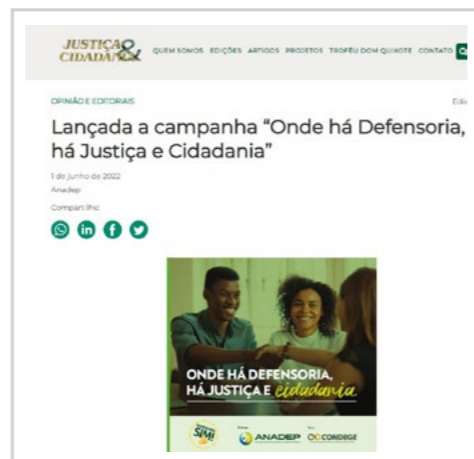 JUSTIÇA &
CIDADANIA
QUEM SOMOS EDIÇÕES ARTIGOS PROJETOS TROFÉU DOM QUIXOTE CONTATO
OPINIÃO E EDITORIAIS
Lançada a campanha “Onde há Defensoria,
há Justiça e Cidadania”
1 de junho de 2022
Anadep
Compartilhe:
ONDE HÁ DEFENSORIA,
HÁ JUSTIÇA E cidadania
SIM!
ANADEP
CONDEGE